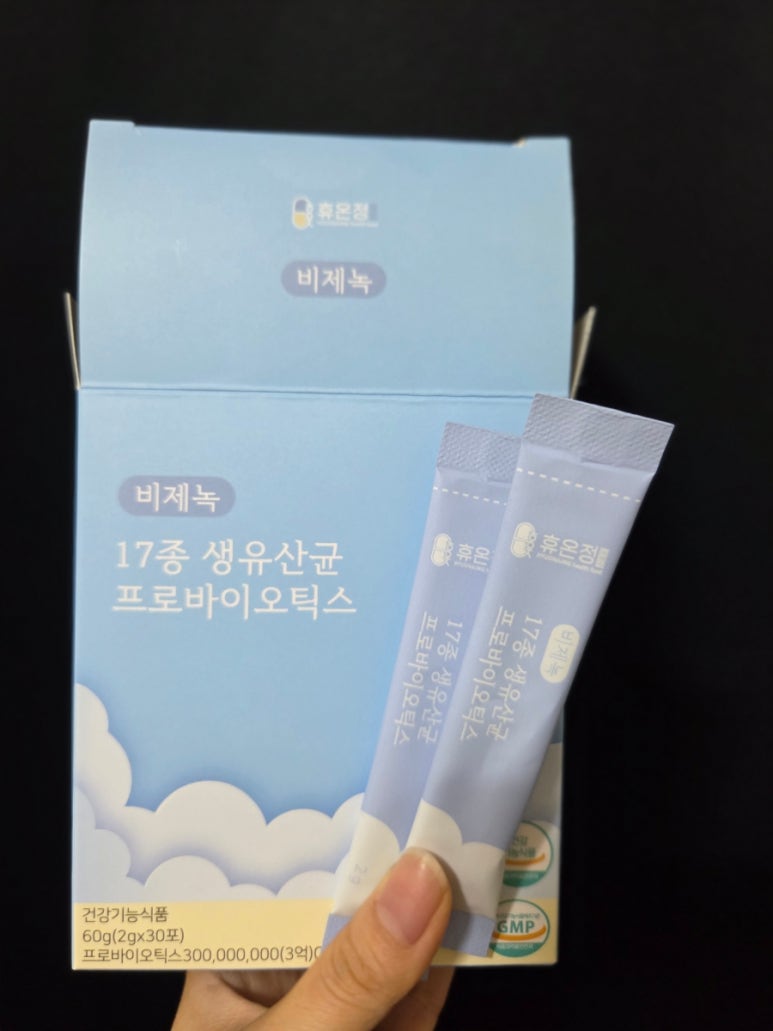 휴온정
비제녹
비제녹
17종 생유산균
프로바이오틱스
건강기능식품
60g(2gx30포)
프로바이오틱스300,000,000(3억)
휴온정
17종 생유산균
프로바이오틱스
2g
휴온정
비제녹
17종 생유산균
프로바이오틱스
GMP